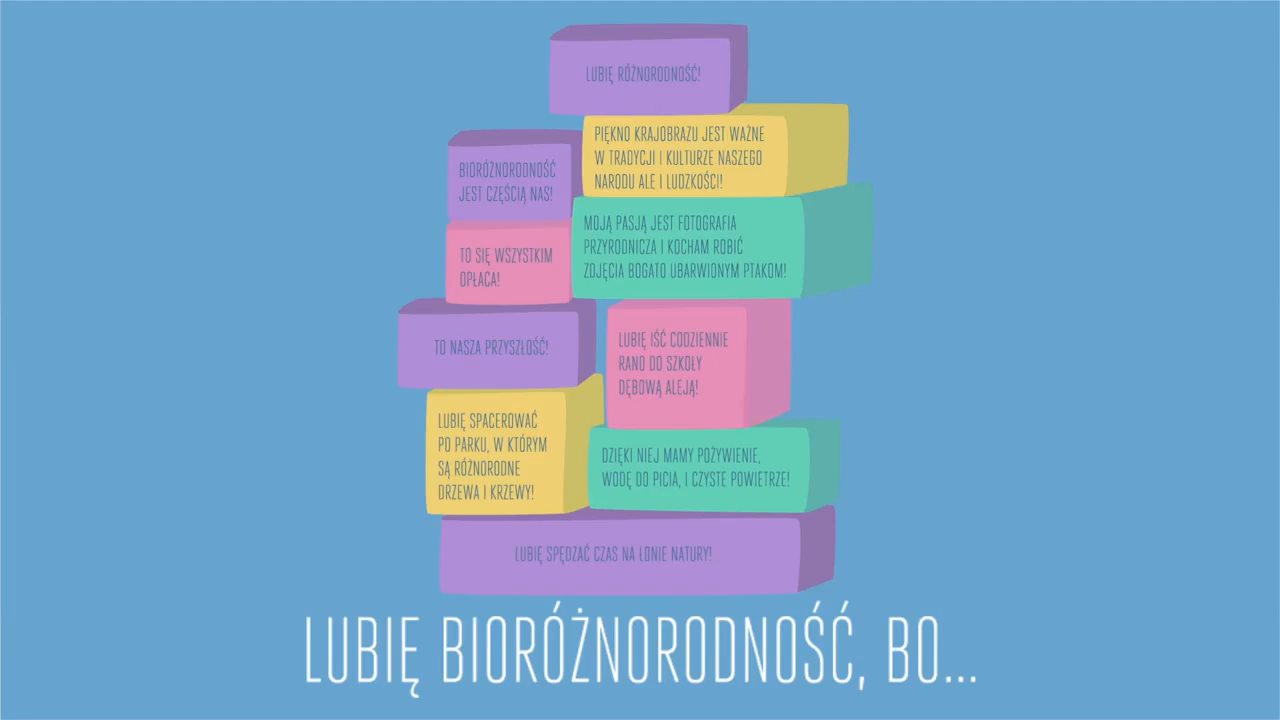 LUBIĘ RÓŻNORODNOŚĆ!
PIĘKNO KRAJOBRAZU JEST WAŻNE
W TRADYCJI I KULTURZE NASZEGO
NARODU ALE I LUDZKOŚCI!
BIORÓŻNORODNOŚĆ
JEST CZĘŚCIĄ NAS!
MOJĄ PASJĄ JEST FOTOGRAFIA
PRZYRODNICZA I KOCHAM ROBIĆ
ZDJĘCIA BOGATO UBARWIONYM PTAKOM!
TO SIĘ WSZYSTKIM
OPŁACA!
TO NASZA PRZYSZŁOŚĆ!
LUBIĘ IŚĆ CODZIENNIE
RANO DO SZKOŁY
DĘBOWĄ ALEJĄ!
LUBIĘ SPACEROWAĆ
PO PARKU, W KTÓRYM
SĄ RÓŻNORODNE
DRZEWA I KRZEWY!
DZIĘKI NIEJ MAMY POŻYWIENIE,
WODĘ DO PICIA, I CZYSTE POWIETRZE!
LUBIĘ SPĘDZAĆ CZAS NA ŁONIE NATURY!
LUBIĘ BIORÓŻNORODNOŚĆ, BO...